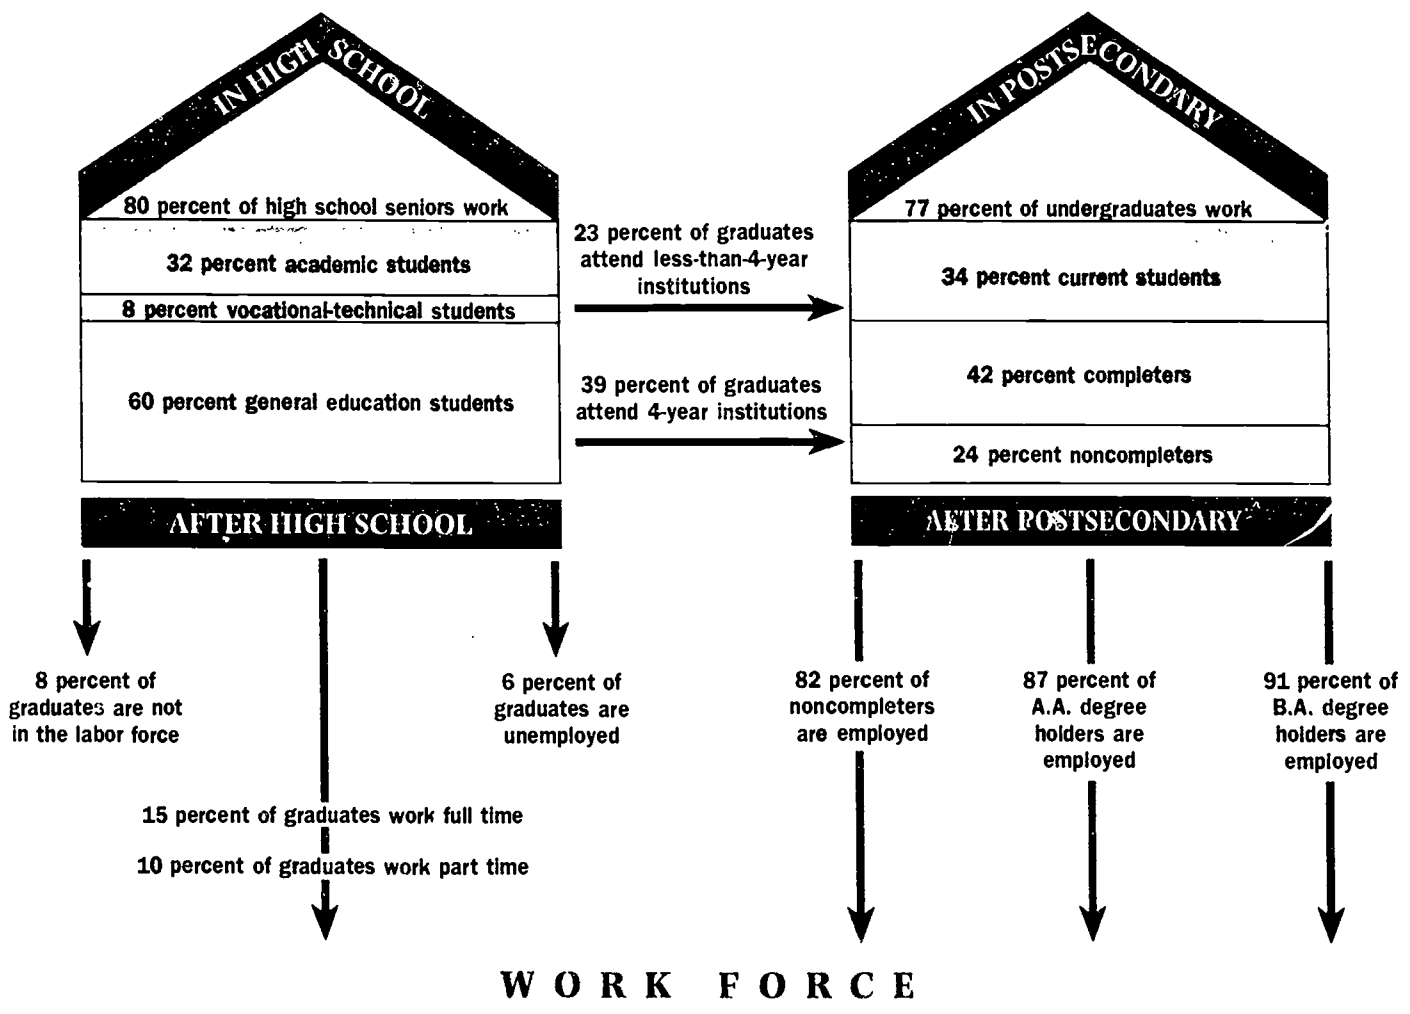 IN HIGH SCHOOL
80 percent of high school seniors work
32 percent academic students
8 percent vocational-technical students
60 percent general education students
23 percent of graduates
attend less-than-4-year
institutions
39 percent of graduates
attend 4-year institutions
IN POSTSECONDARY
77 percent of undergraduates work
34 percent current students
42 percent completers
24 percent noncompleters
AFTER HIGH SCHOOL
8 percent of
graduates are not
in the labor force
6 percent of
graduates are
unemployed
15 percent of graduates work full time
10 percent of graduates work part time
AFTER POSTSECONDARY
82 percent of
noncompleters
are employed
87 percent of
A.A. degree
holders are
employed
91 percent of
B.A. degree
holders are
employed
WORK FORCE